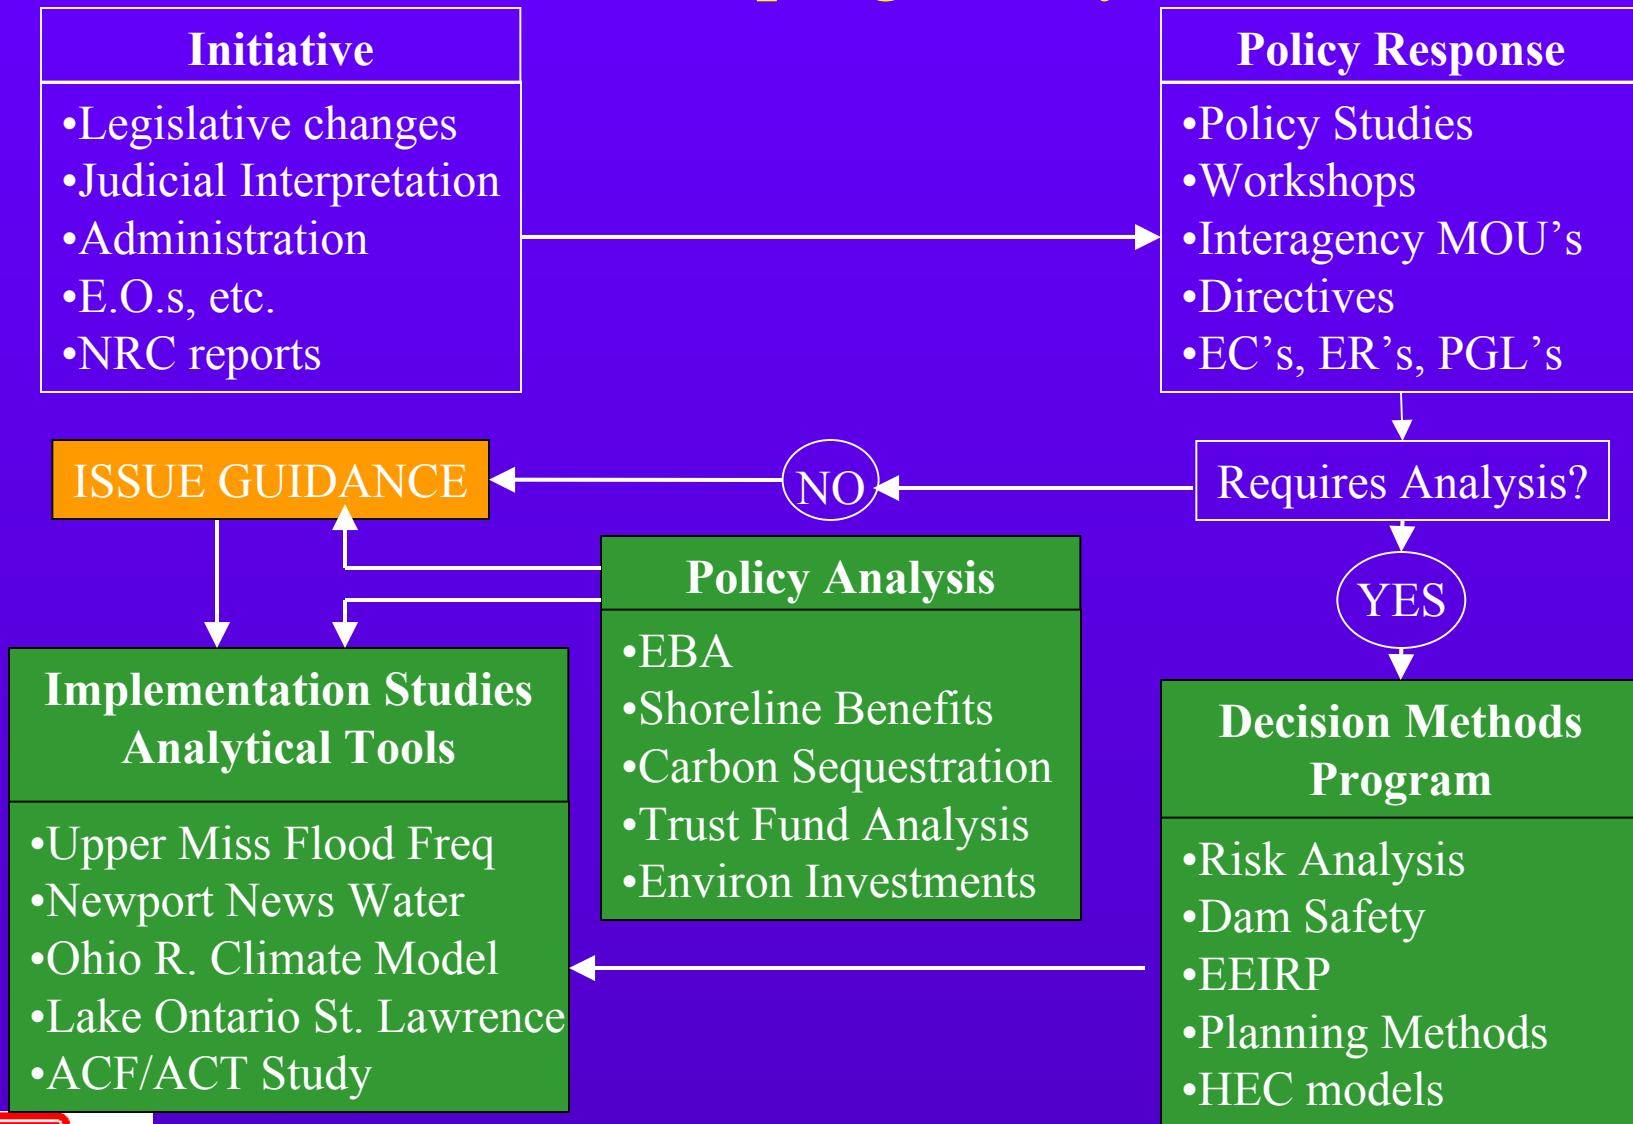 Initiative
•Legislative changes
•Judicial Interpretation
•Administration
•E.O.s, etc.
•NRC reports
Policy Response
•Policy Studies
•Workshops
•Interagency MOU’s
•Directives
•EC’s, ER’s, PGL’s
ISSUE GUIDANCE
NO
Requires Analysis?
YES
Policy Analysis
•EBA
•Shoreline Benefits
•Carbon Sequestration
•Trust Fund Analysis
•Environ Investments
Implementation Studies
Analytical Tools
•Upper Miss Flood Freq
•Newport News Water
•Ohio R. Climate Model
•Lake Ontario St. Lawrence
•ACF/ACT Study
Decision Methods
Program
•Risk Analysis
•Dam Safety
•EEIRP
•Planning Methods
•HEC models